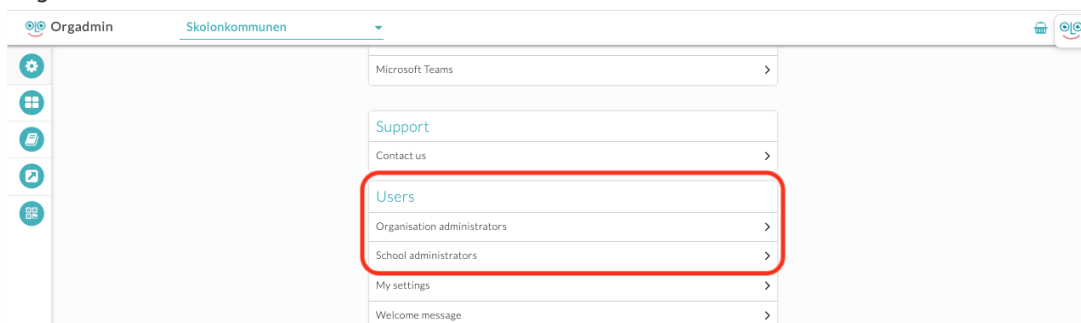 Orgadmin Skolonkommunen
Microsoft Teams
Support
Contact us
Users
Organisation administrators
School administrators
My settings
Welcome message